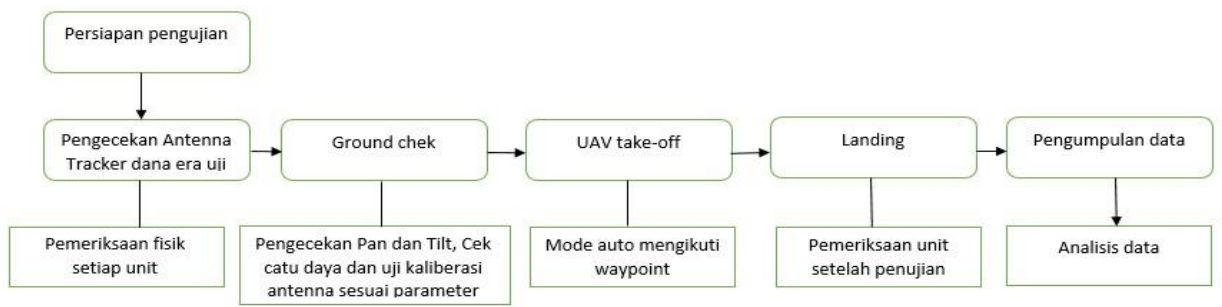 Persiapan pengujian
Pengecekan Antenna
Tracker dana era uji
Ground chek
UAV take-off
Landing
Pengumpulan data
Pemeriksaan fisik
setiap unit
Pengecekan Pan dan Tilt, Cek
catu daya dan uji kaliberasi
antenna sesuai parameter
Mode auto mengikuti
waypoint
Pemeriksaan unit
setelah penujian
Analisis data